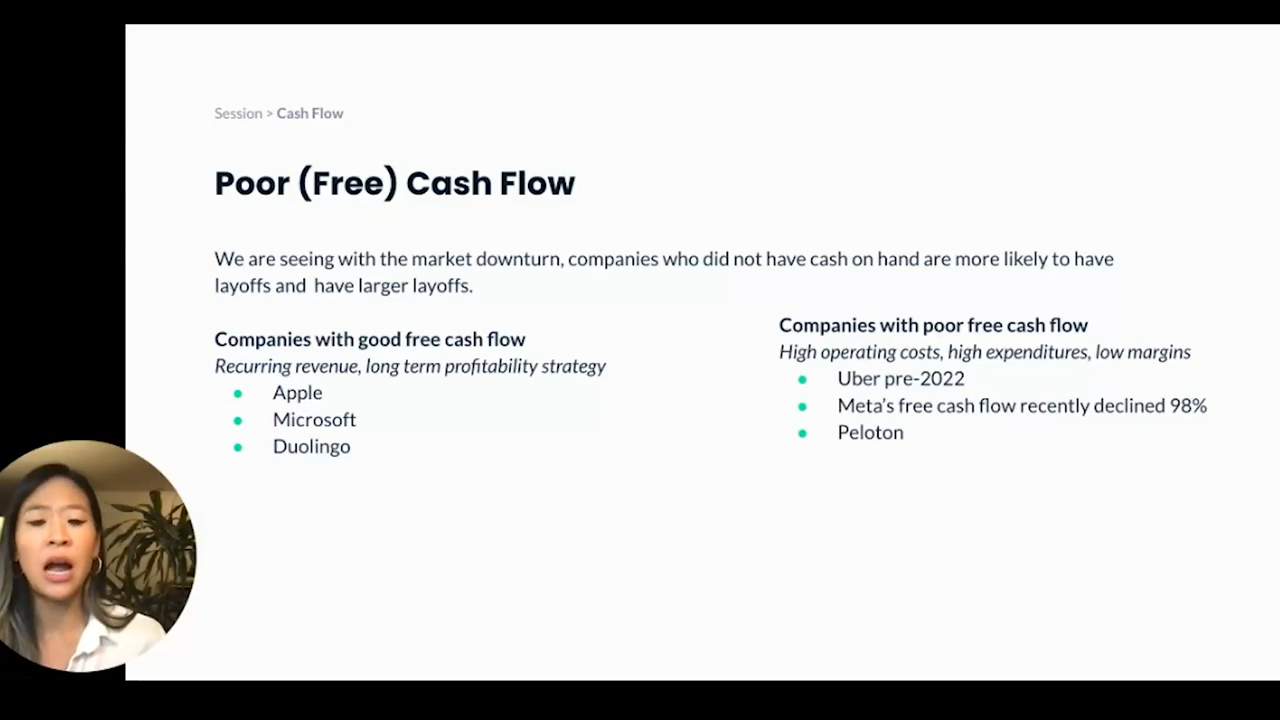 Session > Cash Flow
Poor (Free) Cash Flow
We are seeing with the market downturn, companies who did not have cash on hand are more likely to have
layoffs and  have larger layoffs.
Companies with good free cash flow
Recurring revenue, long term profitability strategy
● Apple
● Microsoft
● Duolingo
Companies with poor free cash flow
High operating costs, high expenditures, low margins
● Uber pre-2022
● Meta's free cash flow recently declined 98%
● Peloton